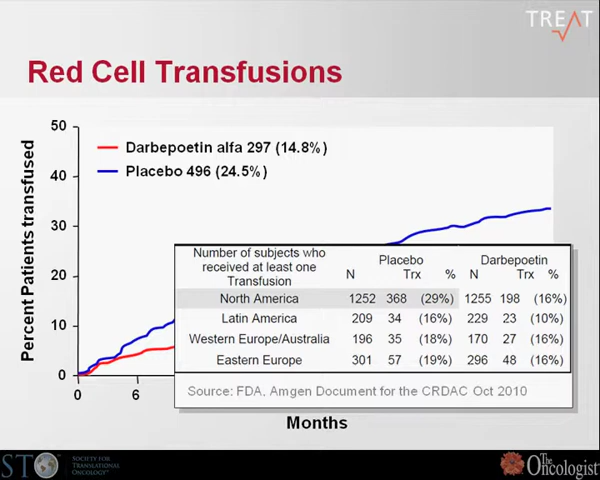 TREAT
Red Cell Transfusions
Percent Patients transfused
50
40
30
20
10
0
Darbepoetin alfa 297 (14.8%)
Placebo 496 (24.5%)
0 6
Months
Number of subjects who received at least one Transfusion
Placebo Darbepoetin
N Trx % N Trx %
North America 1252 368 (29%) 1255 198 (16%)
Latin America 209 34 (16%) 229 23 (10%)
Western Europe/Australia 196 35 (18%) 170 27 (16%)
Eastern Europe 301 57 (19%) 296 48 (16%)
Source: FDA, Amgen Document for the CRDAC Oct 2010
STO
SOCIETY FOR
TRANSLATIONAL
ONCOLOGY
The
Oncologist